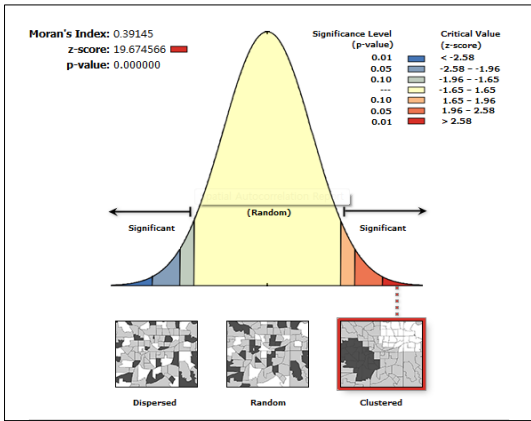 Moran's Index: 0.39145
z-score: 19.674566
p-value: 0.000000
Significance Level (p-value)
Critical Value (z-score)
0.01 < -2.58
0.05 -2.58 – -1.96
0.10 -1.96 – -1.65
--- -1.65 – 1.65
0.10 1.65 – 1.96
0.05 1.96 – 2.58
0.01 > 2.58
Significant
(Random)
Significant
Dispersed
Random
Clustered